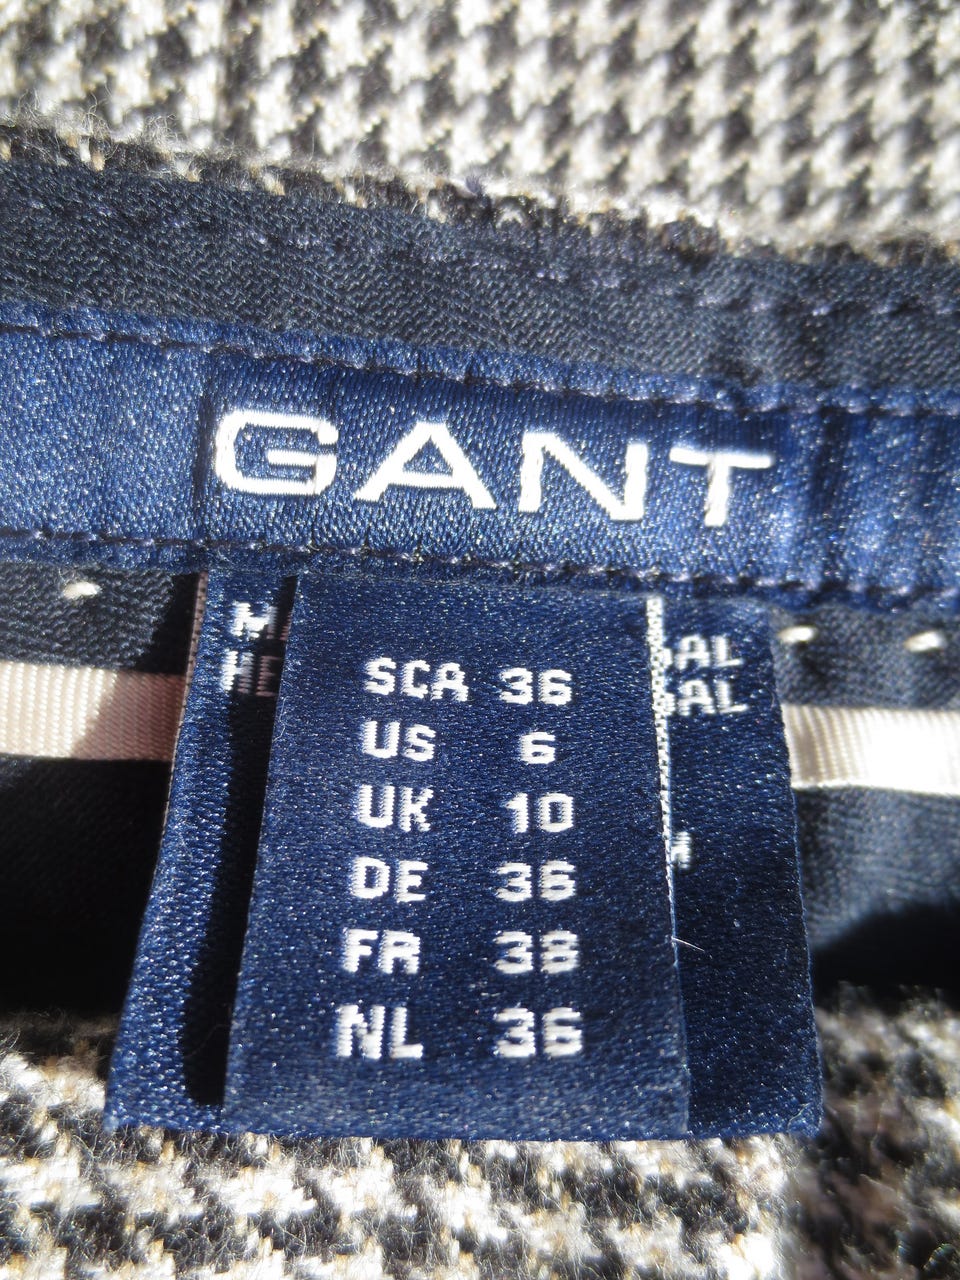 GANT
SCA 36
US 6
UK 10
DE 36
FR 38
NL 36